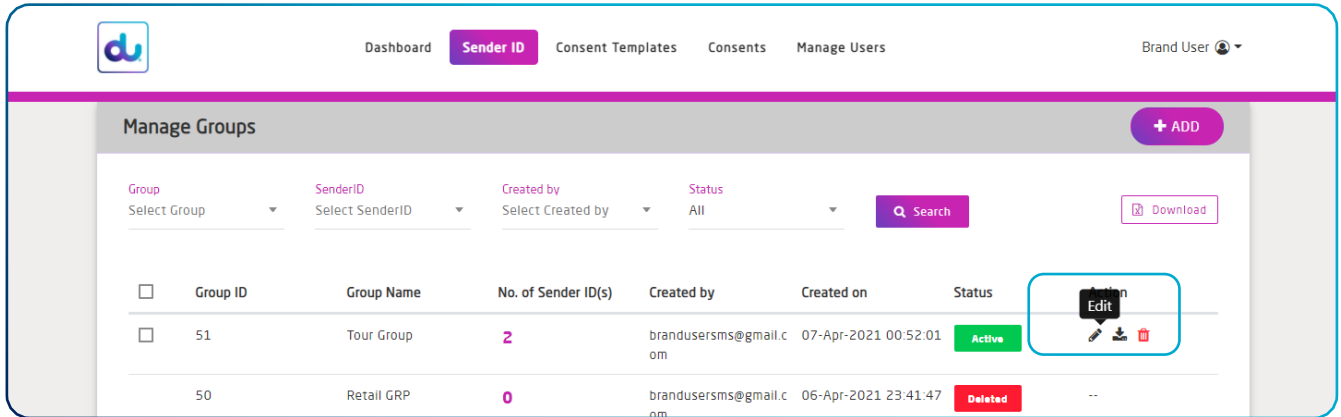 du
Dashboard Sender ID Consent Templates Consents Manage Users Brand User
Manage Groups + ADD
Group SenderID Created by Status
Select Group Select SenderID Select Created by All Search Download
Group ID Group Name No. of Sender ID(s) Created by Created on Status
Edit
51 Tour Group 2 brandusersms@gmail.c 07-Apr-2021 00:52:01 Active
om
50 Retail GRP 0 brandusersms@gmail.c 06-Apr-2021 23:41:47 Deleted --
om